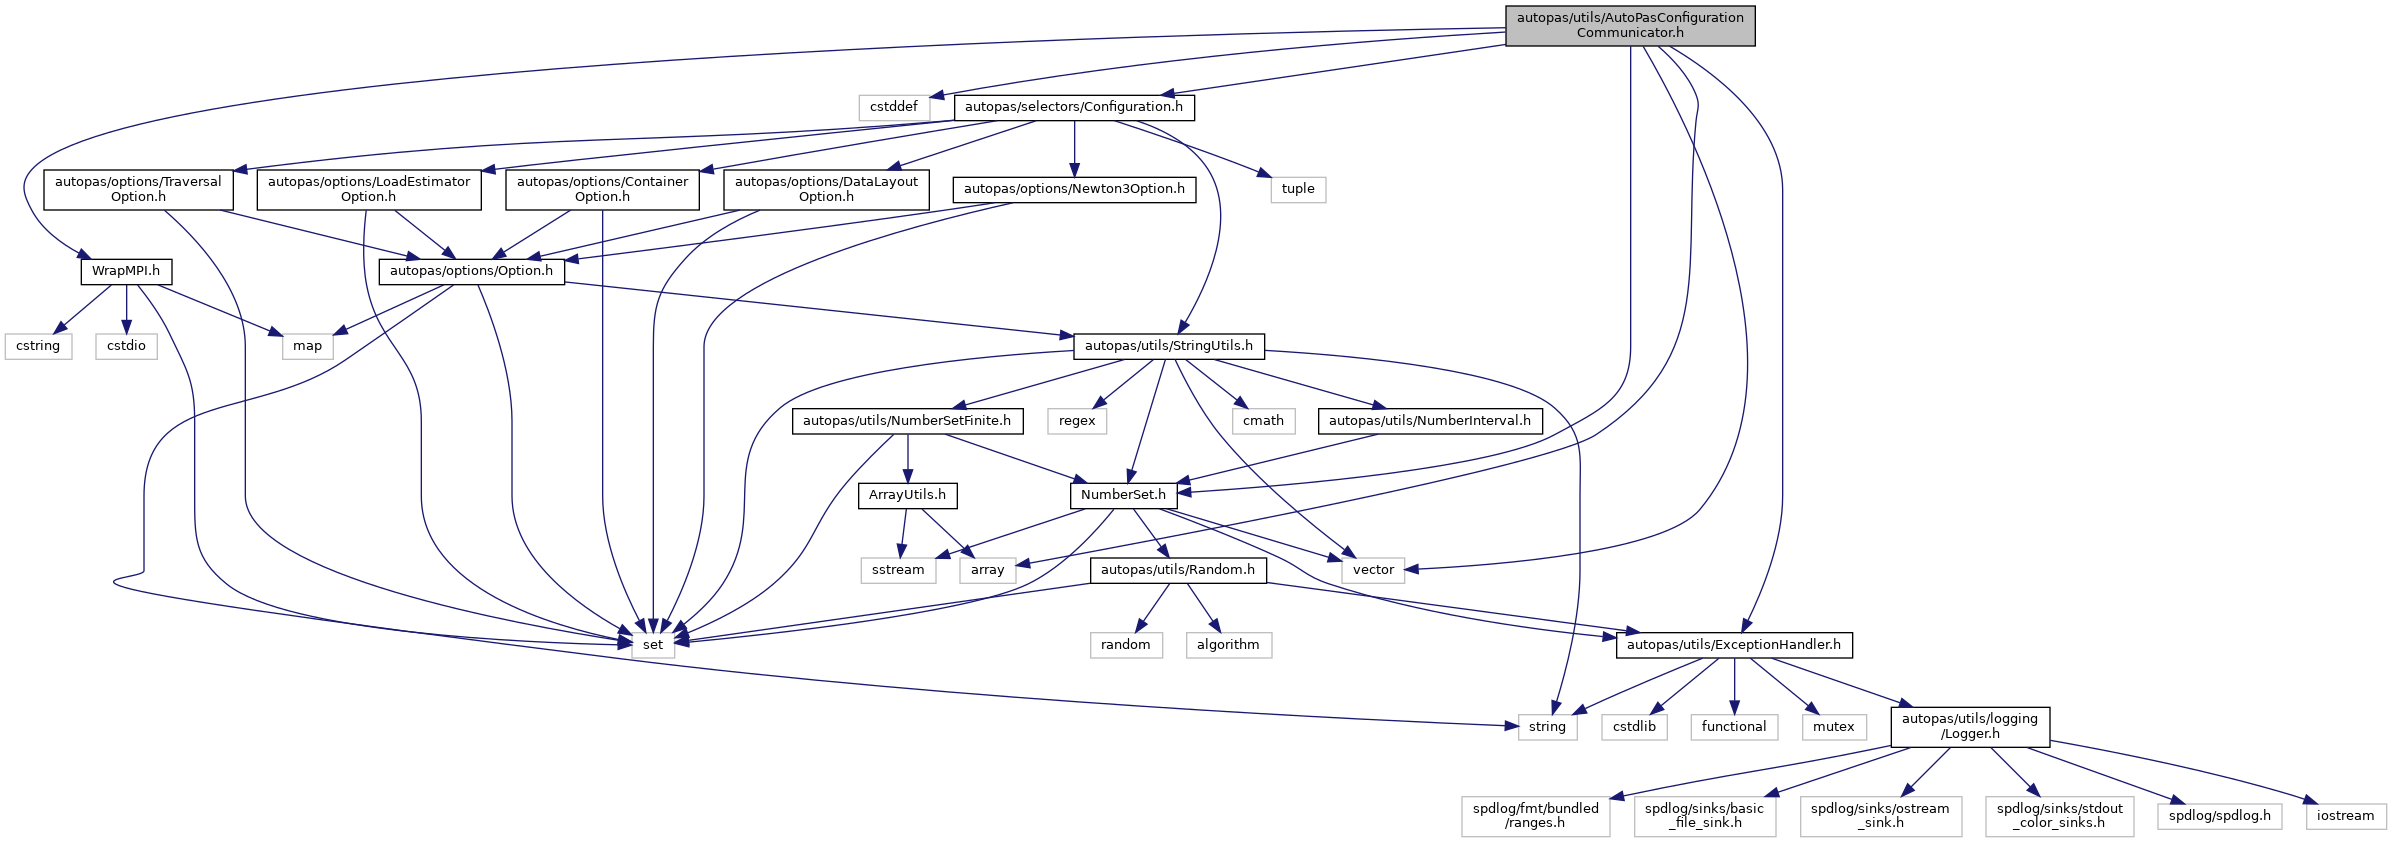 autopas/utils/AutoPasConfiguration
Communicator.h
cstddef
autopas/selectors/Configuration.h
autopas/options/Traversal
Option.h
autopas/options/LoadEstimator
Option.h
autopas/options/Container
Option.h
autopas/options/DataLayout
Option.h
autopas/options/Newton3Option.h
tuple
WrapMPI.h
autopas/options/Option.h
cstring
cstdio
map
autopas/utils/StringUtils.h
autopas/utils/NumberSetFinite.h
regex
cmath
autopas/utils/NumberInterval.h
ArrayUtils.h
NumberSet.h
sstream
array
autopas/utils/Random.h
vector
set
random
algorithm
autopas/utils/ExceptionHandler.h
string
cstdlib
functional
mutex
autopas/utils/logging
/Logger.h
spdlog/fmt/bundled
/ranges.h
spdlog/sinks/basic
_file_sink.h
spdlog/sinks/ostream
_sink.h
spdlog/sinks/stdout
_color_sinks.h
spdlog/spdlog.h
iostream